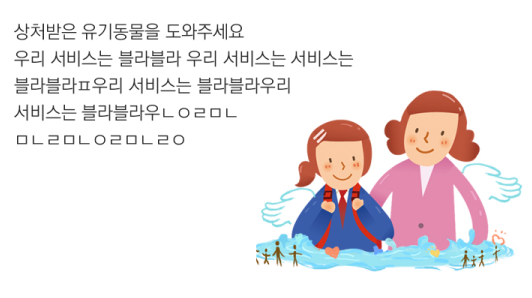 상처받은 유기동물을 도와주세요
우리 서비스는 블라블라 우리 서비스는 서비스는
블라블라ㅍ우리 서비스는 블라블라우리
서비스는 블라블라우ㄴㅇㄹㅁㄴ
ㅁㄴㄹㅁㄴㅇㄹㅁㄴㄹㅇ